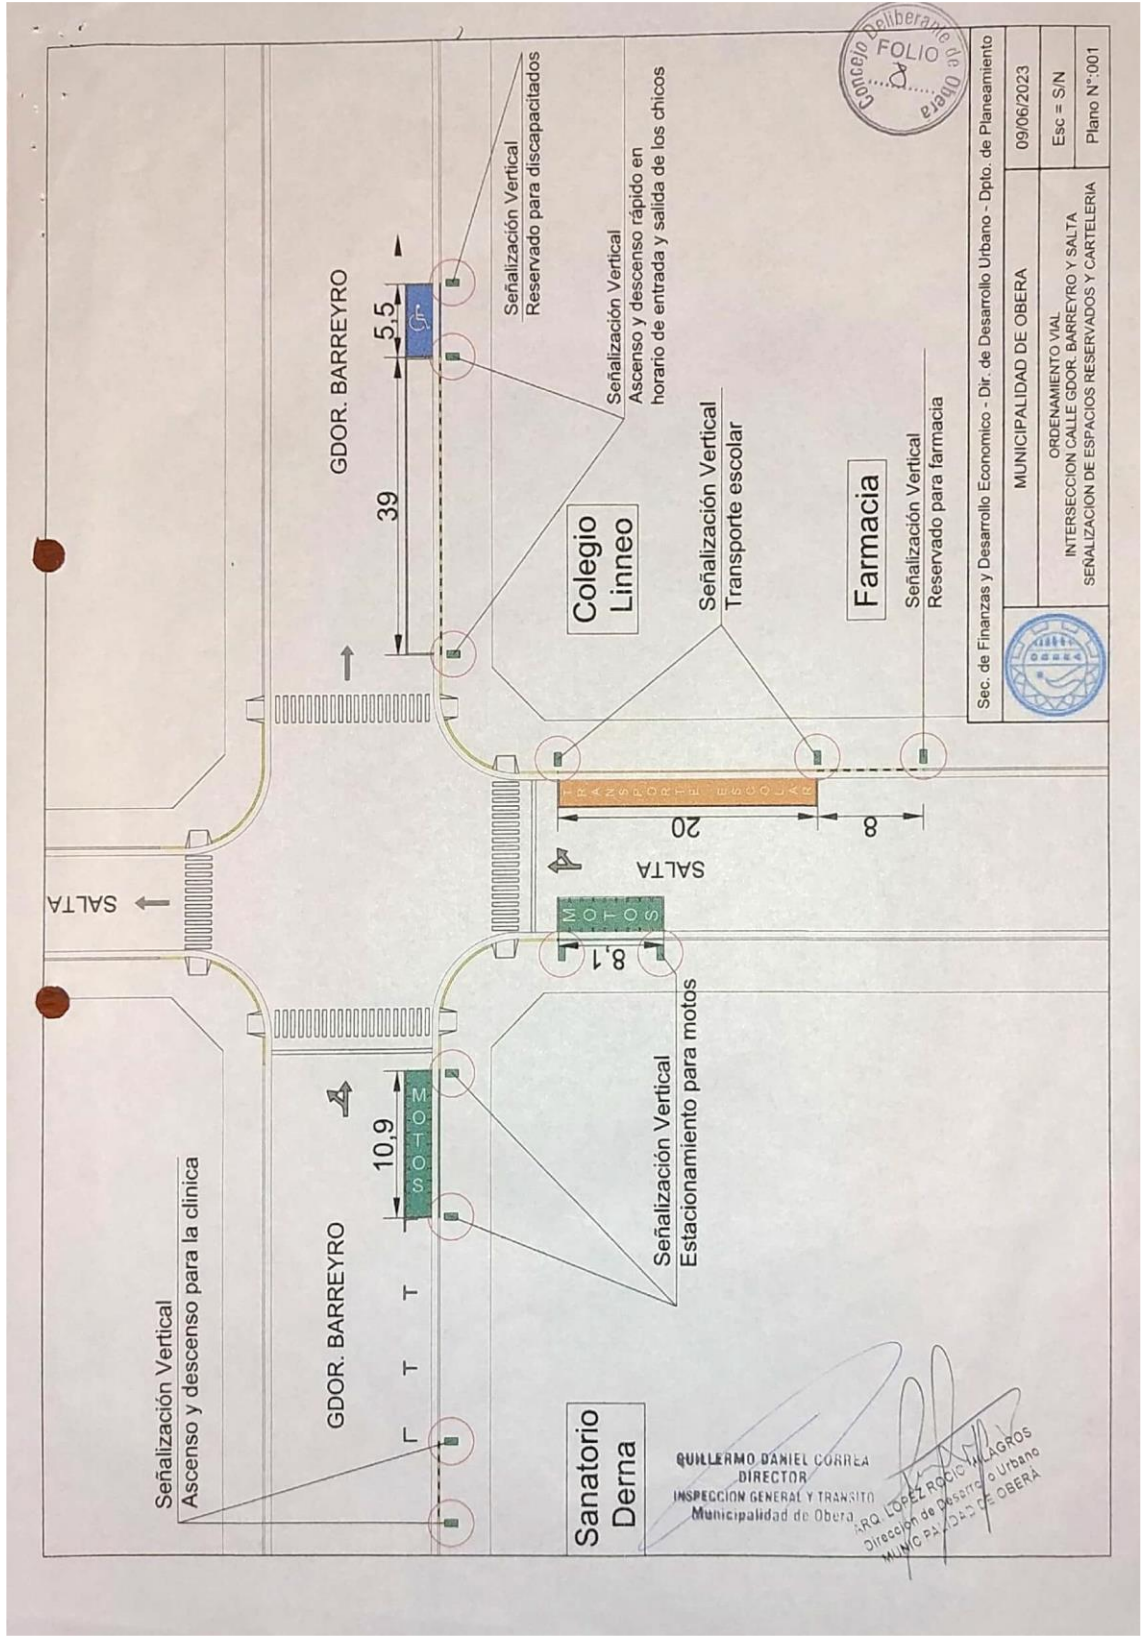 Señalización Vertical
Ascenso y descenso para la clinica
SALTA
GDOR. BARREYRO
GDOR. BARREYRO
10,9
MOTOS
39
5,5
Señalización Vertical
Reservado para discapacitados
Señalización Vertical
Ascenso y descenso rápido en
horario de entrada y salida de los chicos
MOTOS
8,1
SALTA
20
8
TRANSPORTE ESCOLAR
Colegio
Linneo
Señalización Vertical
Transporte escolar
Señalización Vertical
Estacionamiento para motos
Sanatorio
Derna
Farmacia
Señalización Vertical
Reservado para farmacia
Concejo Deliberante de Obera
FOLIO
QUILLERMO DANIEL CORREA
DIRECTOR
INSPECCION GENERAL Y TRANSITO
Municipalidad de Obera
ARQ. LOPEZ ROCIO MILAGROS
Dirección de Desarrollo Urbano
MUNICIPALIDAD DE OBERA
Sec. de Finanzas y Desarrollo Economico - Dir. de Desarrollo Urbano - Dpto. de Planeamiento
OBERA
MUNICIPALIDAD DE OBERA
09/06/2023
ORDENAMIENTO VIAL
INTERSECCION CALLE GDOR. BARREYRO Y SALTA
SEÑALIZACION DE ESPACIOS RESERVADOS Y CARTELERIA
Esc = S/N
Plano N°:001